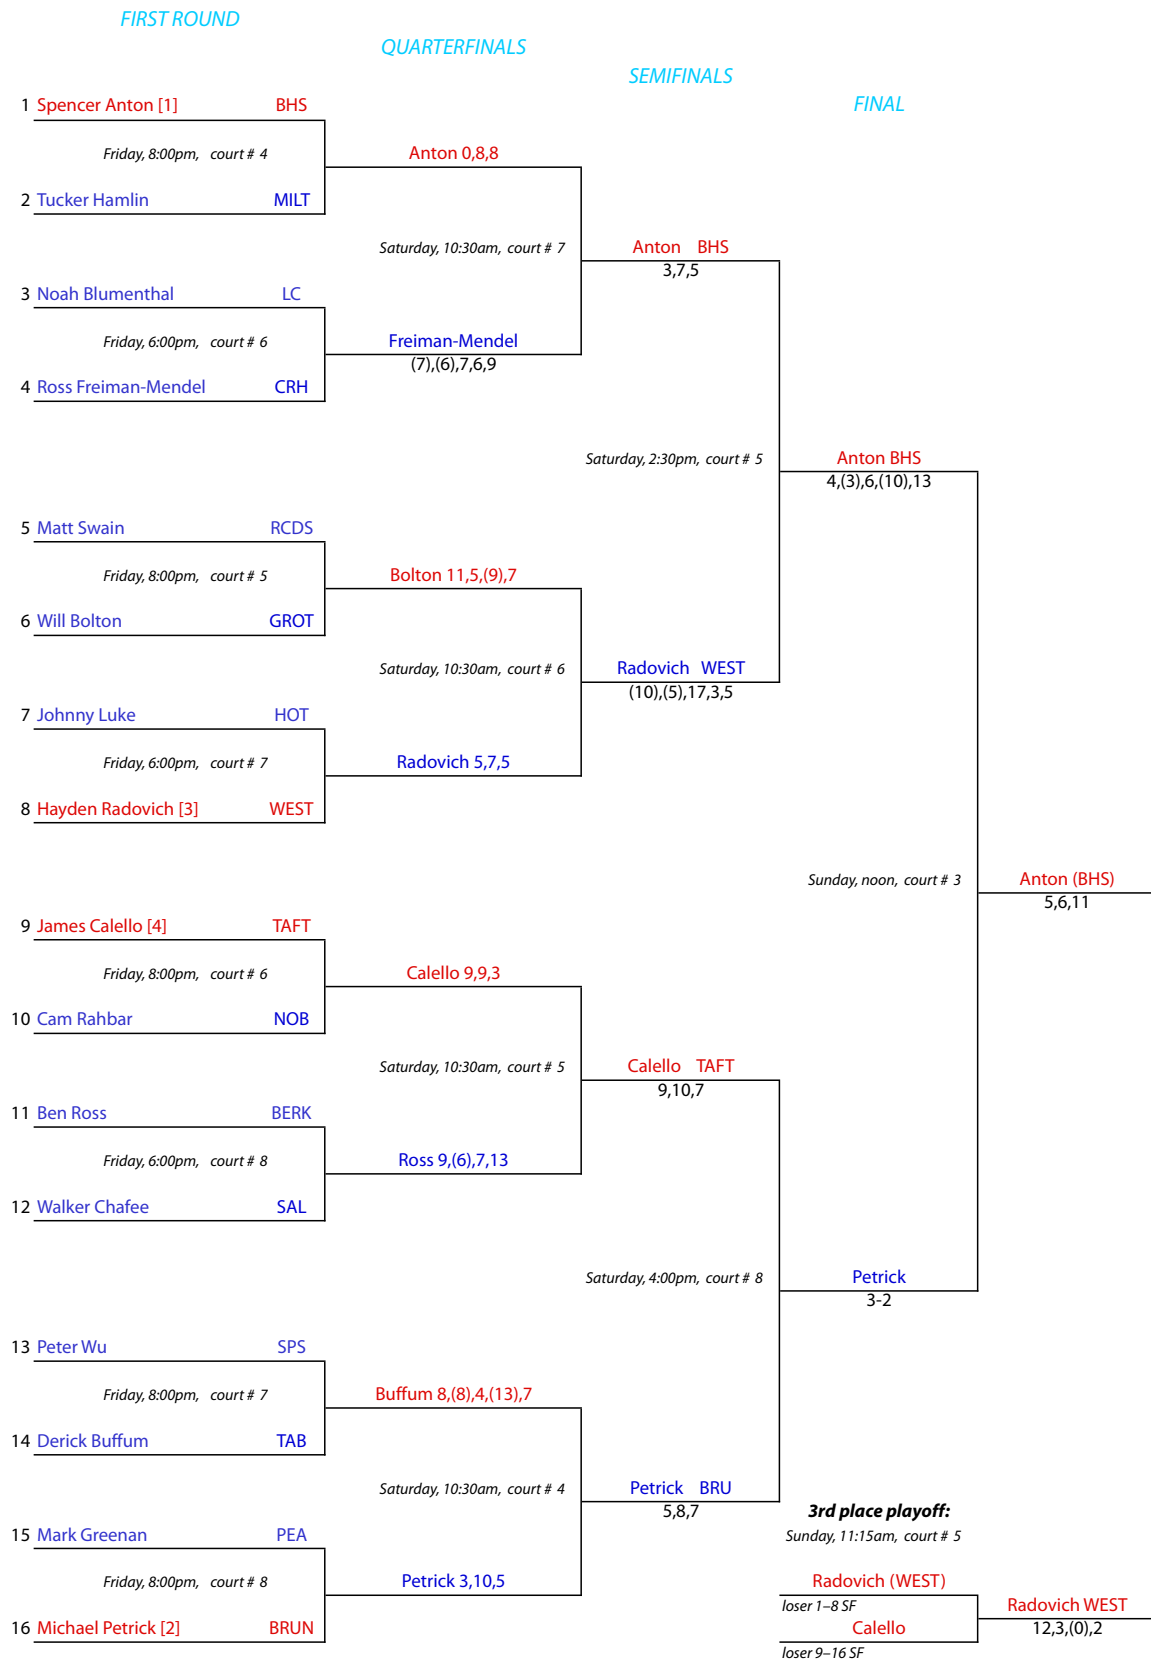 FIRST ROUND
QUARTERFINALS
SEMIFINALS
FINAL
1 Spencer Anton [1] BHS
Friday, 8:00pm, court # 4
2 Tucker Hamlin MILT
Anton 0,8,8
Saturday, 10:30am, court # 7
3 Noah Blumenthal LC
Friday, 6:00pm, court # 6
4 Ross Freiman-Mendel CRH
Freiman-Mendel
(7),(6),7,6,9
Anton BHS
3,7,5
Saturday, 2:30pm, court # 5
5 Matt Swain RCDS
Friday, 8:00pm, court # 5
6 Will Bolton GROT
Bolton 11,5,(9),7
Saturday, 10:30am, court # 6
7 Johnny Luke HOT
Friday, 6:00pm, court # 7
8 Hayden Radovich [3] WEST
Radovich 5,7,5
Radovich WEST
(10),(5),17,3,5
Anton BHS
4,(3),6,(10),13
Sunday, noon, court # 3
Anton (BHS)
5,6,11
9 James Calello [4] TAFT
Friday, 8:00pm, court # 6
10 Cam Rahbar NOB
Calello 9,9,3
Saturday, 10:30am, court # 5
11 Ben Ross BERK
Friday, 6:00pm, court # 8
12 Walker Chafee SAL
Ross 9,(6),7,13
Calello TAFT
9,10,7
Saturday, 4:00pm, court # 8
Petrick
3-2
13 Peter Wu SPS
Friday, 8:00pm, court # 7
14 Derick Buffum TAB
Buffum 8,(8),4,(13),7
Saturday, 10:30am, court # 4
15 Mark Greenan PEA
Friday, 8:00pm, court # 8
16 Michael Petrick [2] BRUN
Petrick 3,10,5
Petrick BRU
5,8,7
3rd place playoff:
Sunday, 11:15am, court # 5
Radovich (WEST)
loser 1–8 SF
Calello
loser 9–16 SF
Radovich WEST
12,3,(0),2